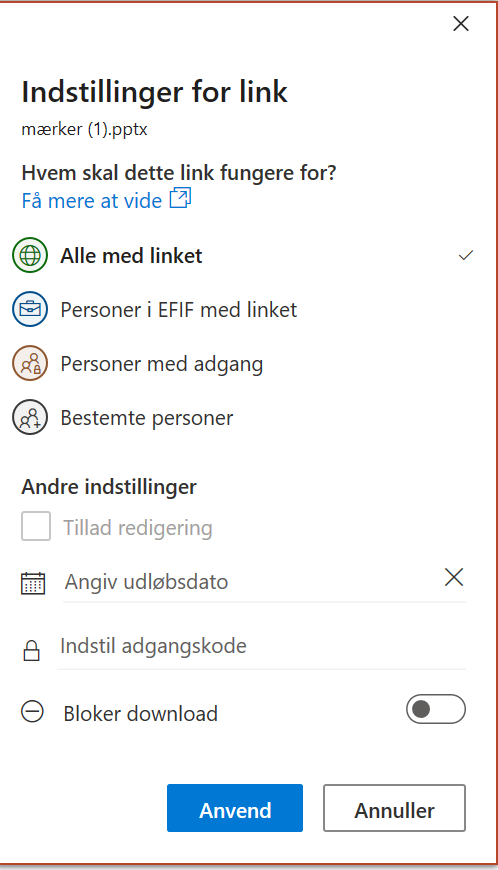 Indstillinger for link
mærker (1).pptx
Hvem skal dette link fungere for?
Få mere at vide
Alle med linket
Personer i EFIF med linket
Personer med adgang
Bestemte personer
Andre indstillinger
Tillad redigering
Angiv udløbsdato
Indstil adgangskode
Bloker download
Anvend Annuller